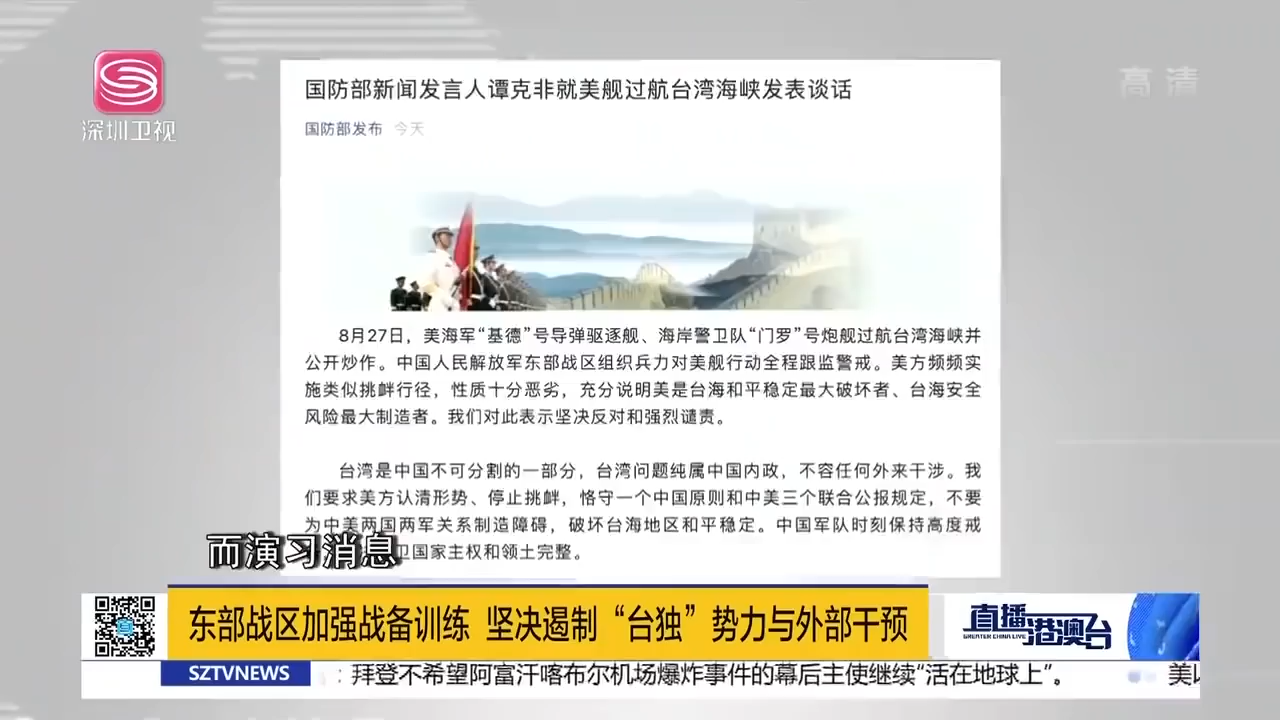 深圳卫视
高清
国防部新闻发言人谭克非就美舰过航台湾海峡发表谈话
国防部发布 今天
8月27日，美海军“基德”号导弹驱逐舰、海岸警卫队“门罗”号炮舰过航台湾海峡并
公开炒作。中国人民解放军东部战区组织兵力对美舰行动全程跟监警戒。美方频频实
施类似挑衅行径，性质十分恶劣，充分说明美是台海和平稳定最大破坏者、台海安全
风险最大制造者。我们对此表示坚决反对和强烈谴责。
台湾是中国不可分割的一部分，台湾问题纯属中国内政，不容任何外来干涉。我
们要求美方认清形势、停止挑衅，恪守一个中国原则和中美三个联合公报规定，不要
为中美两国两军关系制造障碍，破坏台海地区和平稳定。中国军队时刻保持高度戒
卫国家主权和领土完整。
而演习消息
东部战区加强战备训练 坚决遏制“台独”势力与外部干预
直播港澳台
GREATER CHINA LIVE
SZTVNEWS
：拜登不希望阿富汗喀布尔机场爆炸事件的幕后主使继续“活在地球上”。 美